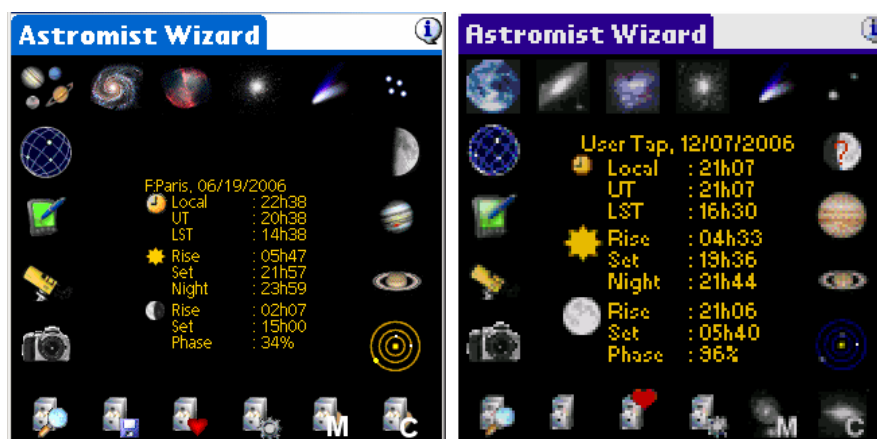 Astromist Wizard
F.Paris, 06/19/2006
Local : 22h38
UT : 20h38
LST : 14h38
Rise : 05h47
Set : 21h57
Night : 23h59
Rise : 02h07
Set : 15h00
Phase : 34%
M
C
Astromist Wizard
User Tap, 12/07/2006
Local : 21h07
UT : 21h07
LST : 16h30
Rise : 04h33
Set : 19h36
Night : 21h44
Rise : 21h06
Set : 05h40
Phase : 96%
?
M
C